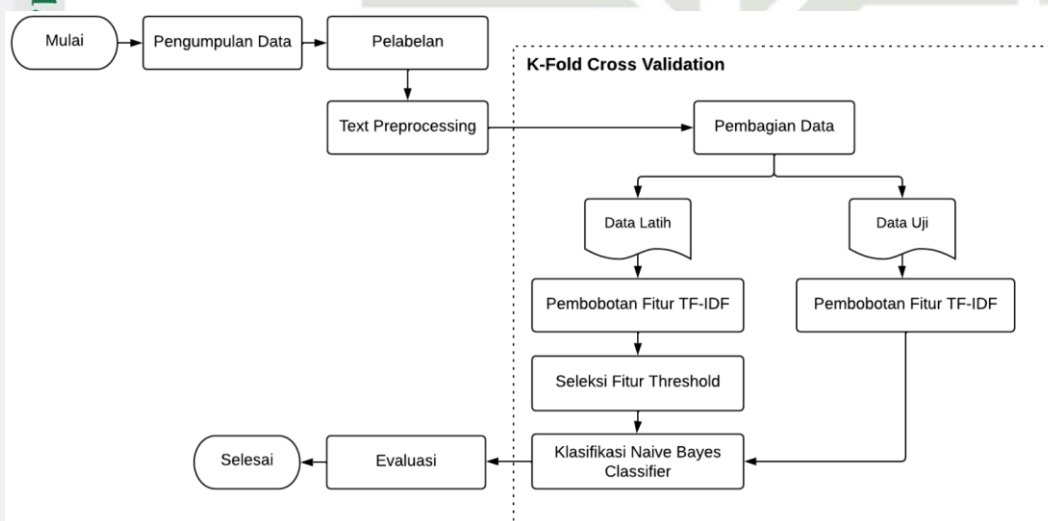 Mulai
Pengumpulan Data
Pelabelan
K-Fold Cross Validation
Text Preprocessing
Pembagian Data
Data Latih
Data Uji
Pembobotan Fitur TF-IDF
Pembobotan Fitur TF-IDF
Seleksi Fitur Threshold
Klasifikasi Naive Bayes
Classifier
Evaluasi
Selesai